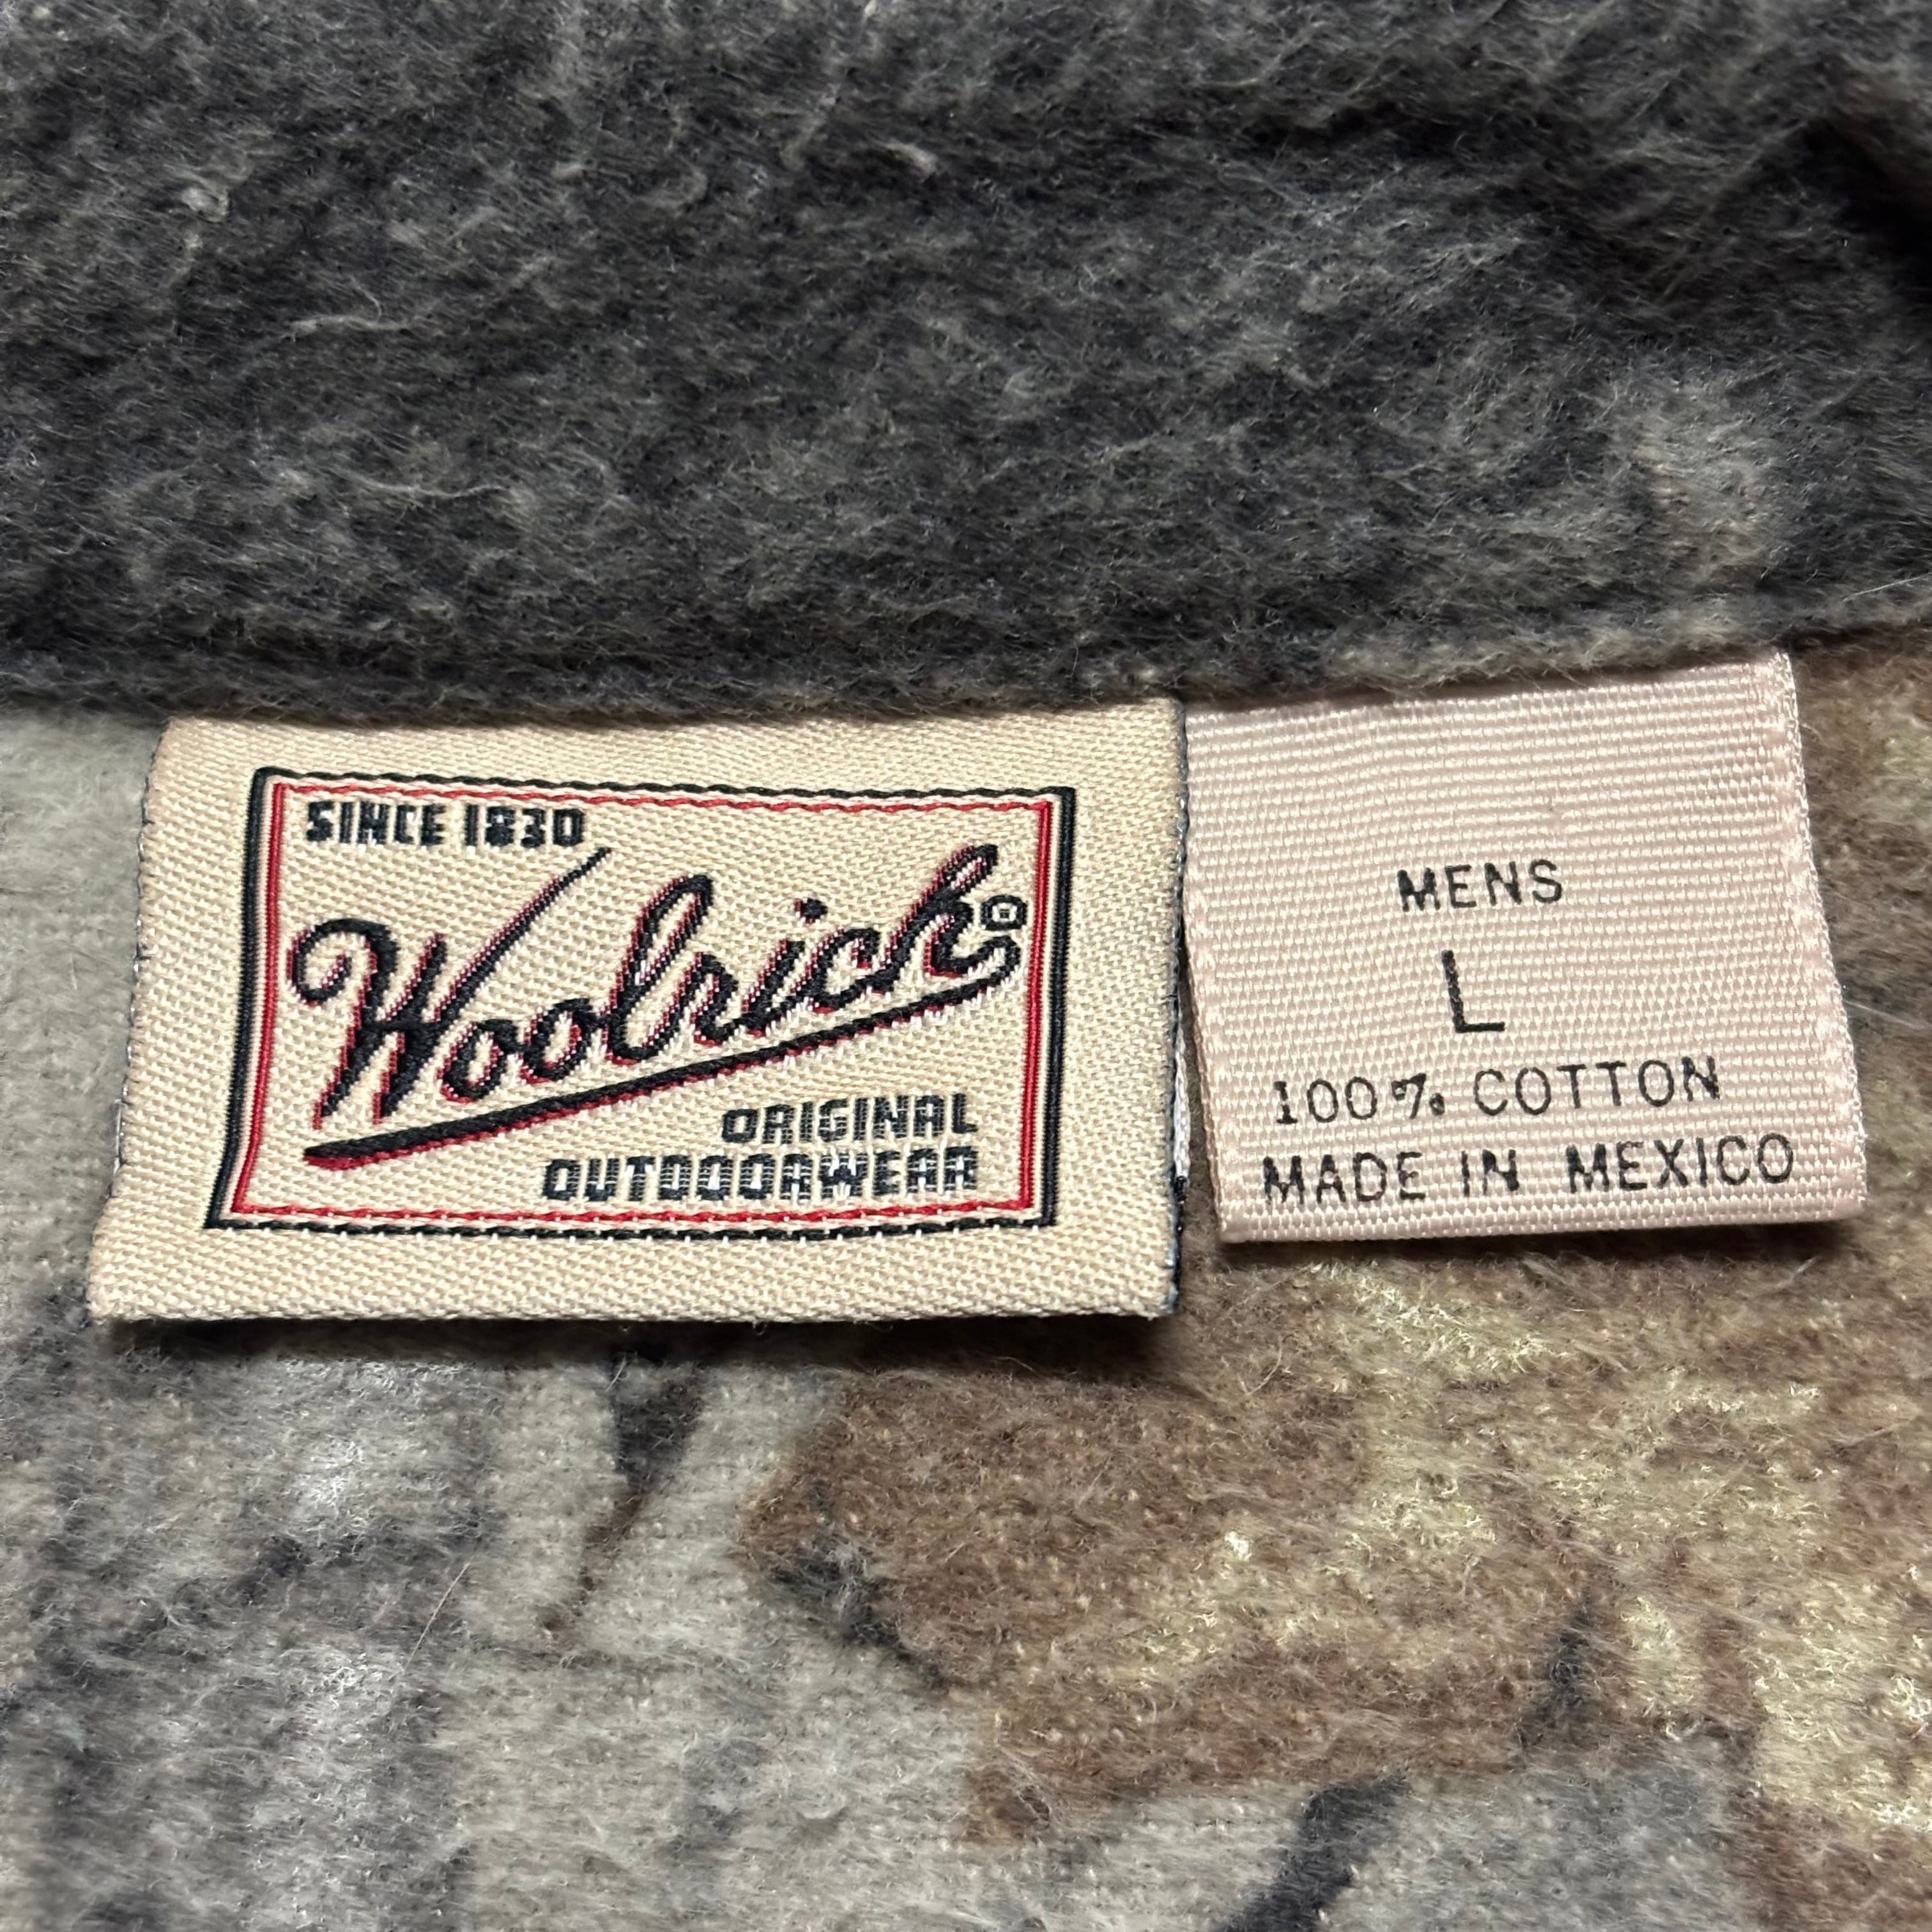 SINCE 1830
Woolrich®
ORIGINAL
OUTDOORWEAR
MENS
L
100% COTTON
MADE IN MEXICO